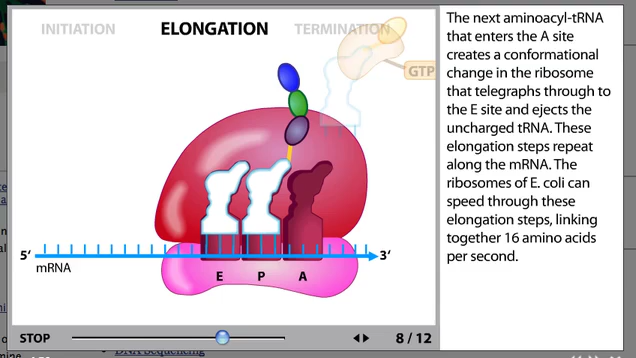 INITIATION ELONGATION TERMINATION
GTP
The next aminoacyl-tRNA
that enters the A site
creates a conformational
change in the ribosome
that telegraphs through to
the E site and ejects the
uncharged tRNA. These
elongation steps repeat
along the mRNA. The
ribosomes of E. coli can
speed through these
elongation steps, linking
together 16 amino acids
per second.
5' 3'
mRNA
E P A
STOP 8 / 12
DNA Sequencing